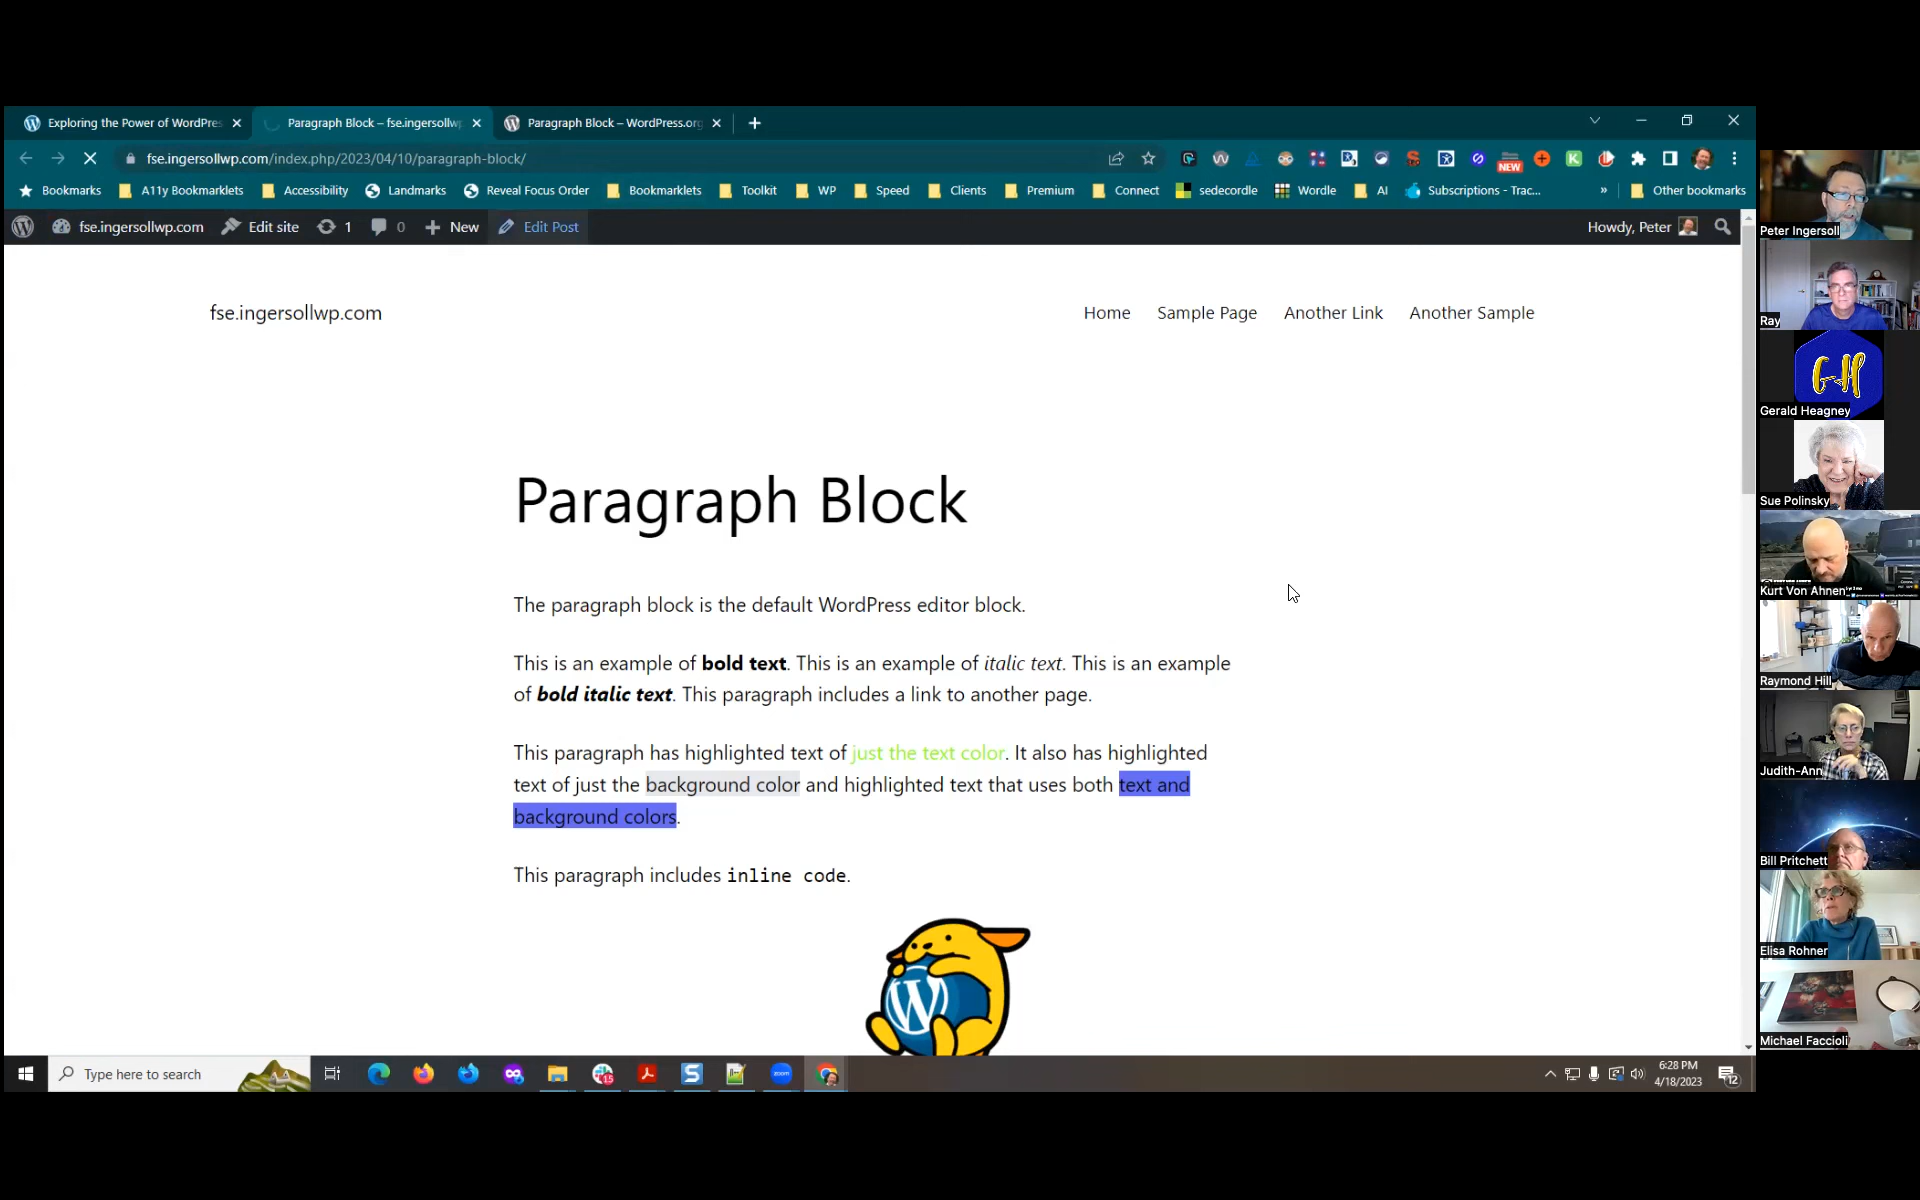 Exploring the Power of WordPres
Paragraph Block – fse.ingersollwp
Paragraph Block – WordPress.org
fse.ingersollwp.com/index.php/2023/04/10/paragraph-block/
NEW
Bookmarks
A11y Bookmarklets
Accessibility
Landmarks
Reveal Focus Order
Bookmarklets
Toolkit
WP
Speed
Clients
Premium
Connect
sedecordle
Wordle
AI
Subscriptions - Trac...
»
Other bookmarks
fse.ingersollwp.com
Edit site
1
0
New
Edit Post
Howdy, Peter
fse.ingersollwp.com
Home
Sample Page
Another Link
Another Sample
Paragraph Block
The paragraph block is the default WordPress editor block.
This is an example of bold text. This is an example of italic text. This is an example
of bold italic text. This paragraph includes a link to another page.
This paragraph has highlighted text of just the text color. It also has highlighted
text of just the background color and highlighted text that uses both text and
background colors.
This paragraph includes inline code.
Type here to search
15
zoom
6:28 PM
4/18/2023
12
Peter Ingersoll
Ray
GH
Gerald Heagney
Sue Polinsky
Kurt Von Ahnen
Raymond Hill
Judith-Ann
Bill Pritchett
Elisa Rohner
Michael Faccioli